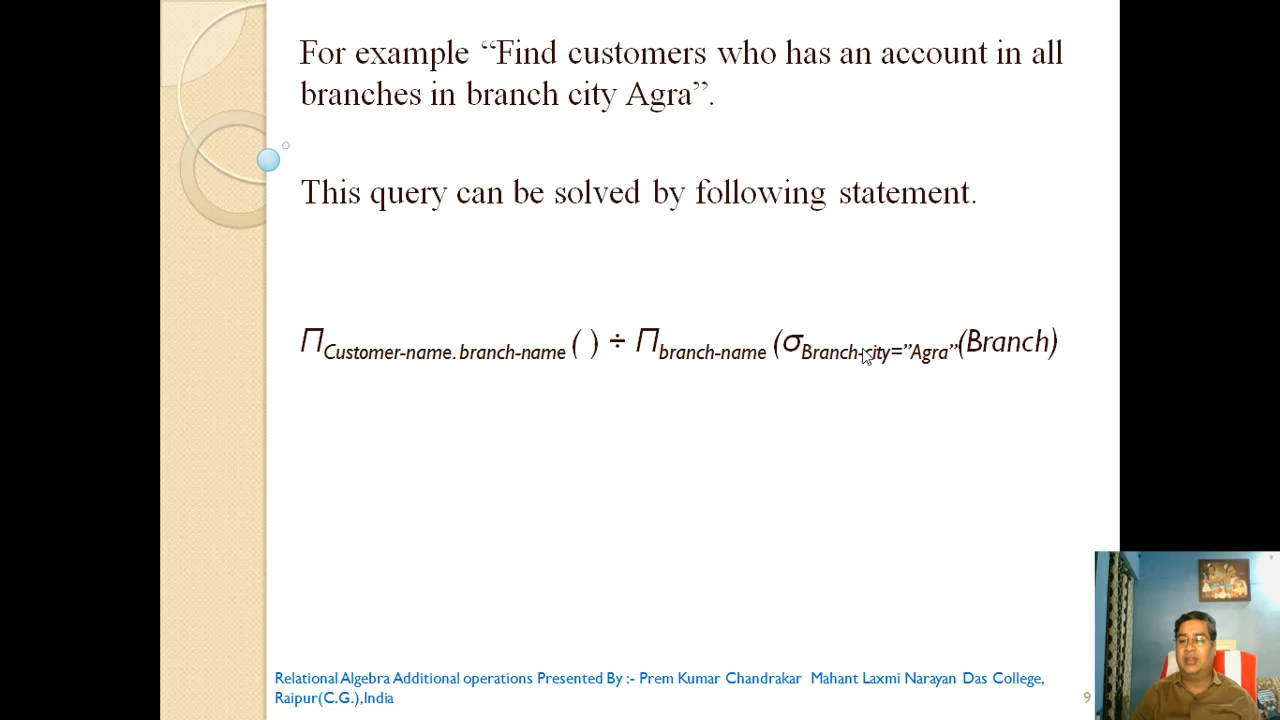 For example “Find customers who has an account in all
branches in branch city Agra”.
This query can be solved by following statement.
Π Customer-name. branch-name ( ) ÷ Π branch-name (σ Branch-city=”Agra” (Branch)
Relational Algebra Additional operations Presented By :- Prem Kumar Chandrakar Mahant Laxmi Narayan Das College,
Raipur(C.G.),India
9